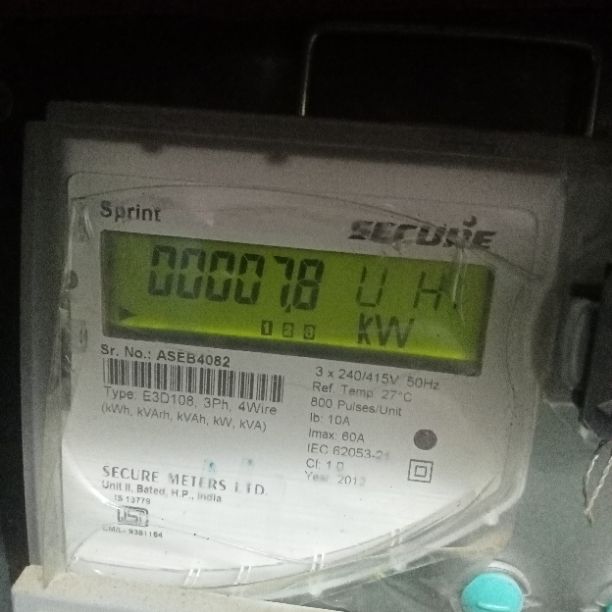 Sprint
SECURE
00007.8 U H
1 2 3 kW
Sr. No.: ASEB4082
Type: E3D108, 3Ph, 4Wire
(kWh, kVArh, kVAh, kW, kVA)
3 x 240/415V 50Hz
Ref. Temp. 27°C
800 Pulses/Unit
Ib: 10A
Imax: 60A
IEC 62053-21
Cl: 1.0
Year
SECURE METERS LTD.
Unit II, Bated, H.P., India
IS 13779